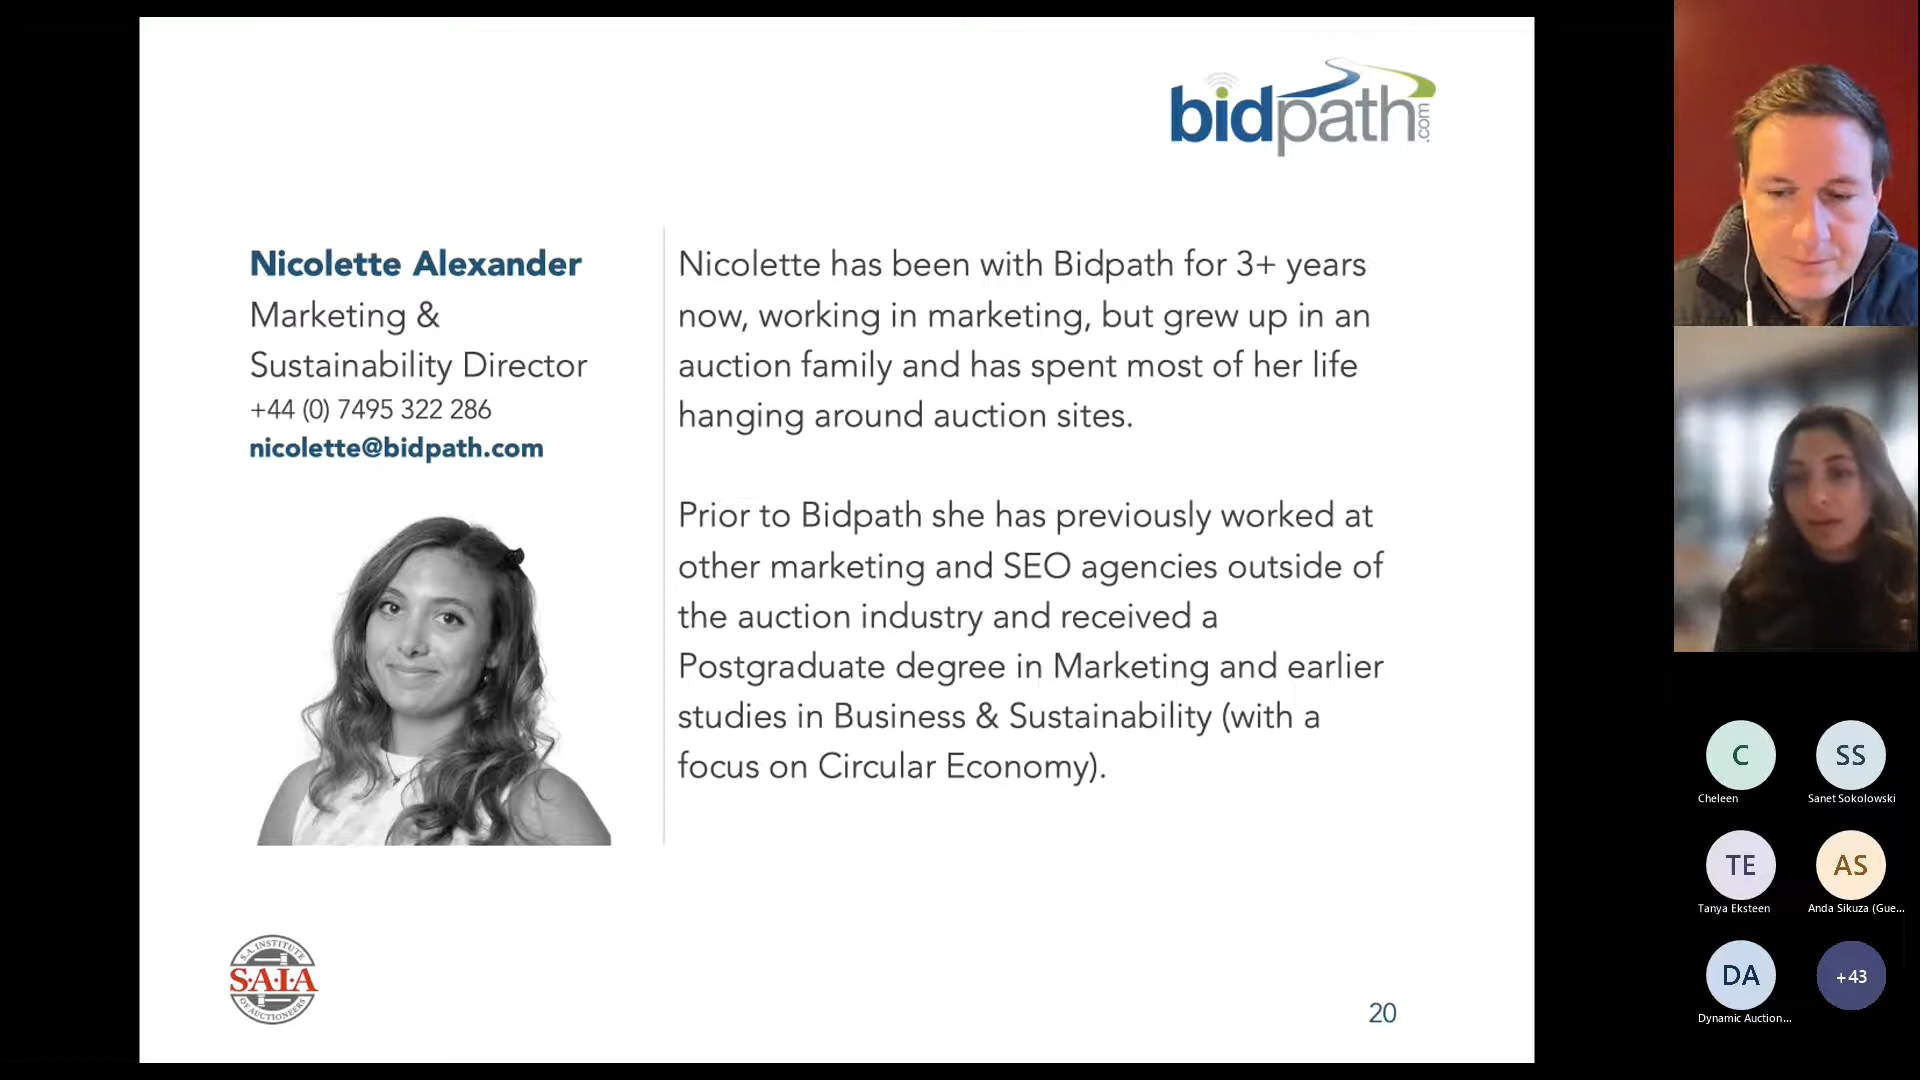 bidpath.com
Nicolette Alexander
Marketing &
Sustainability Director
+44 (0) 7495 322 286
nicolette@bidpath.com
Nicolette has been with Bidpath for 3+ years
now, working in marketing, but grew up in an
auction family and has spent most of her life
hanging around auction sites.
Prior to Bidpath she has previously worked at
other marketing and SEO agencies outside of
the auction industry and received a
Postgraduate degree in Marketing and earlier
studies in Business & Sustainability (with a
focus on Circular Economy).
S.A. INSTITUTE
S·A·I·A
OF AUCTIONEERS
20
C
Cheleen
SS
Sanet Sokolowski
TE
Tanya Eksteen
AS
Anda Sikuza (Gue...
DA
Dynamic Auction...
+43